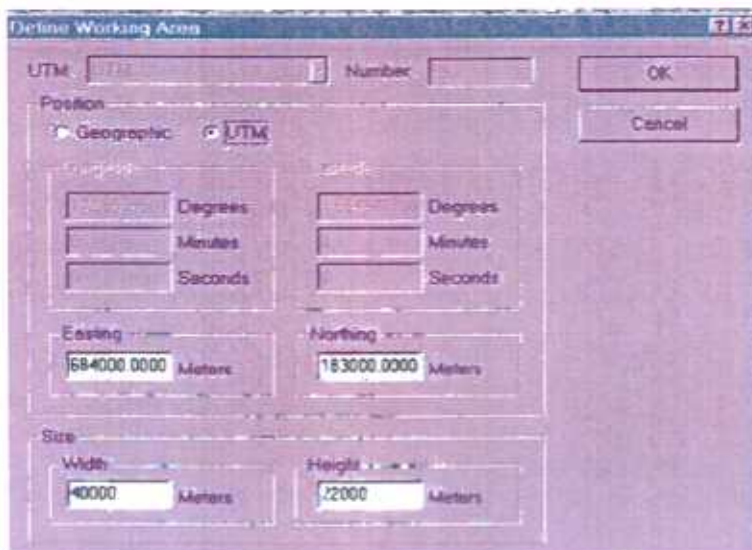 Define Working Area
UTM Number OK
Position
Geographic UTM Cancel
Degrees Degrees
Minutes Minutes
Seconds Seconds
Easting Northing
684000.0000 Meters 163000.0000 Meters
Size
Width Height
40000 Meters 22000 Meters